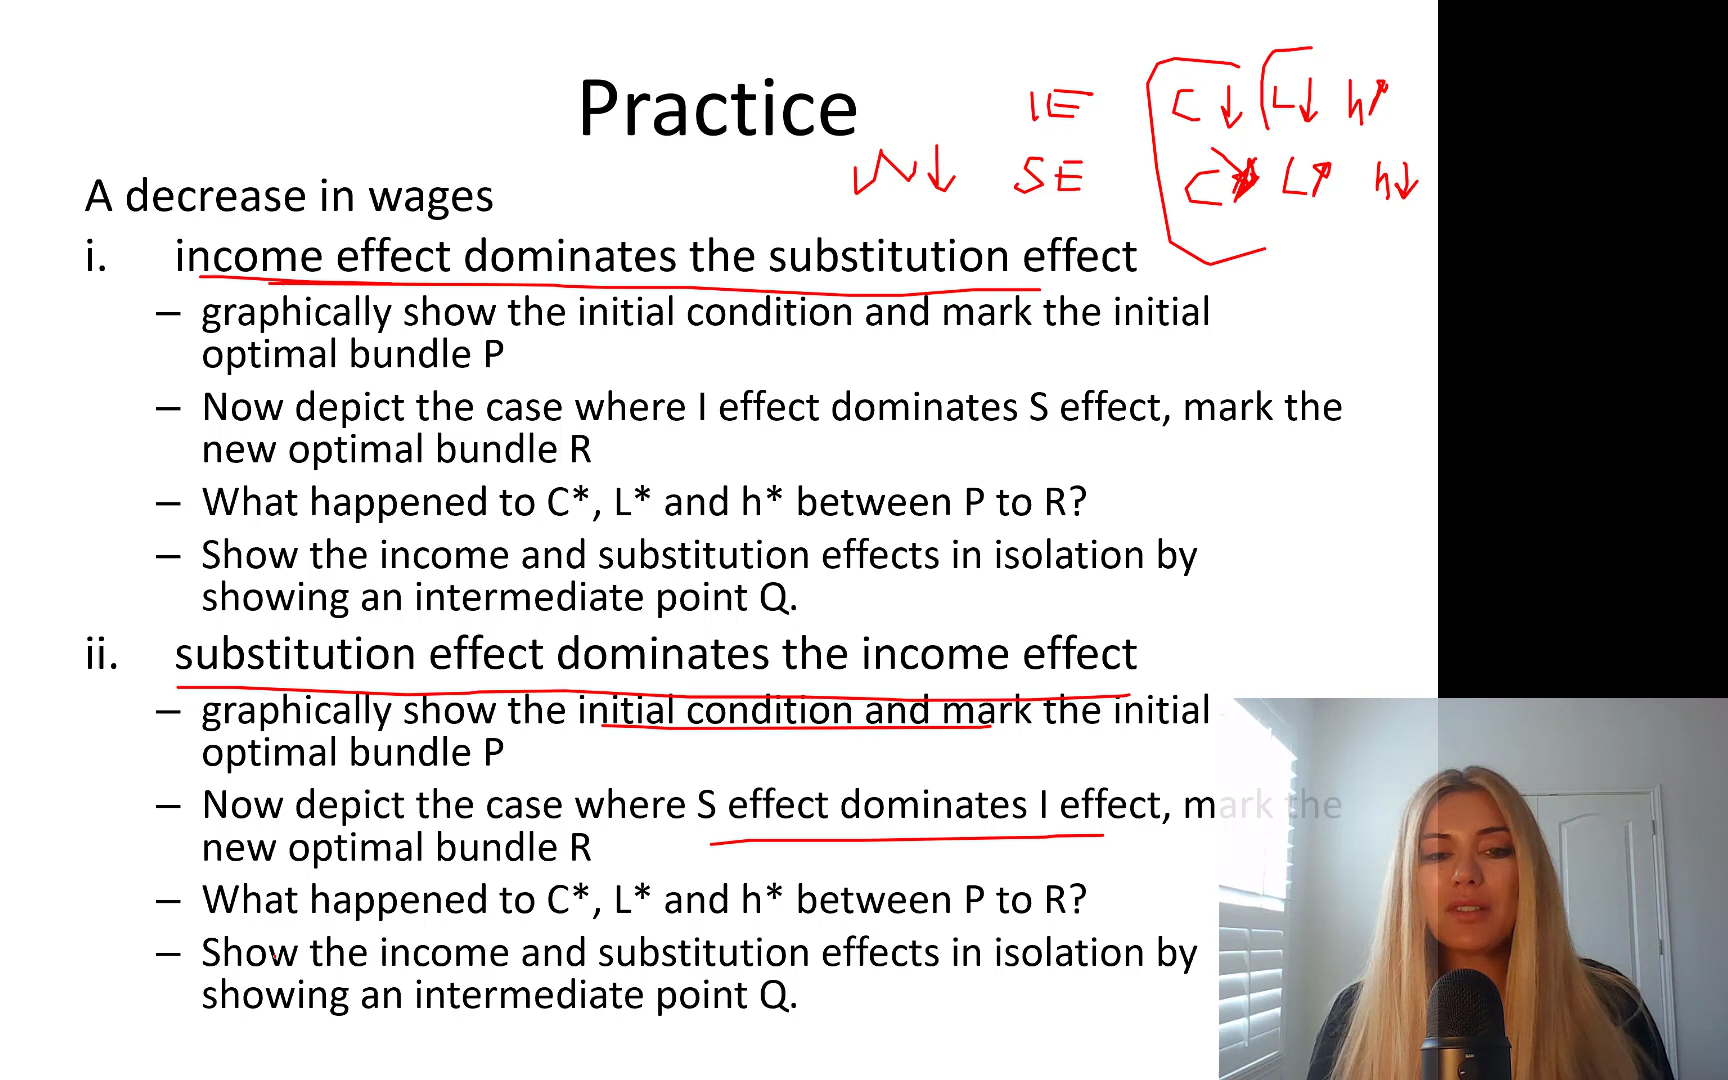 Practice
IE C↓ L↓ h↑
W↓ SE C↓ L↑ h↓
A decrease in wages
i. income effect dominates the substitution effect
– graphically show the initial condition and mark the initial
optimal bundle P
– Now depict the case where I effect dominates S effect, mark the
new optimal bundle R
– What happened to C*, L* and h* between P to R?
– Show the income and substitution effects in isolation by
showing an intermediate point Q.
ii. substitution effect dominates the income effect
– graphically show the initial condition and mark the initial
optimal bundle P
– Now depict the case where S effect dominates I effect, mark the
new optimal bundle R
– What happened to C*, L* and h* between P to R?
– Show the income and substitution effects in isolation by
showing an intermediate point Q.